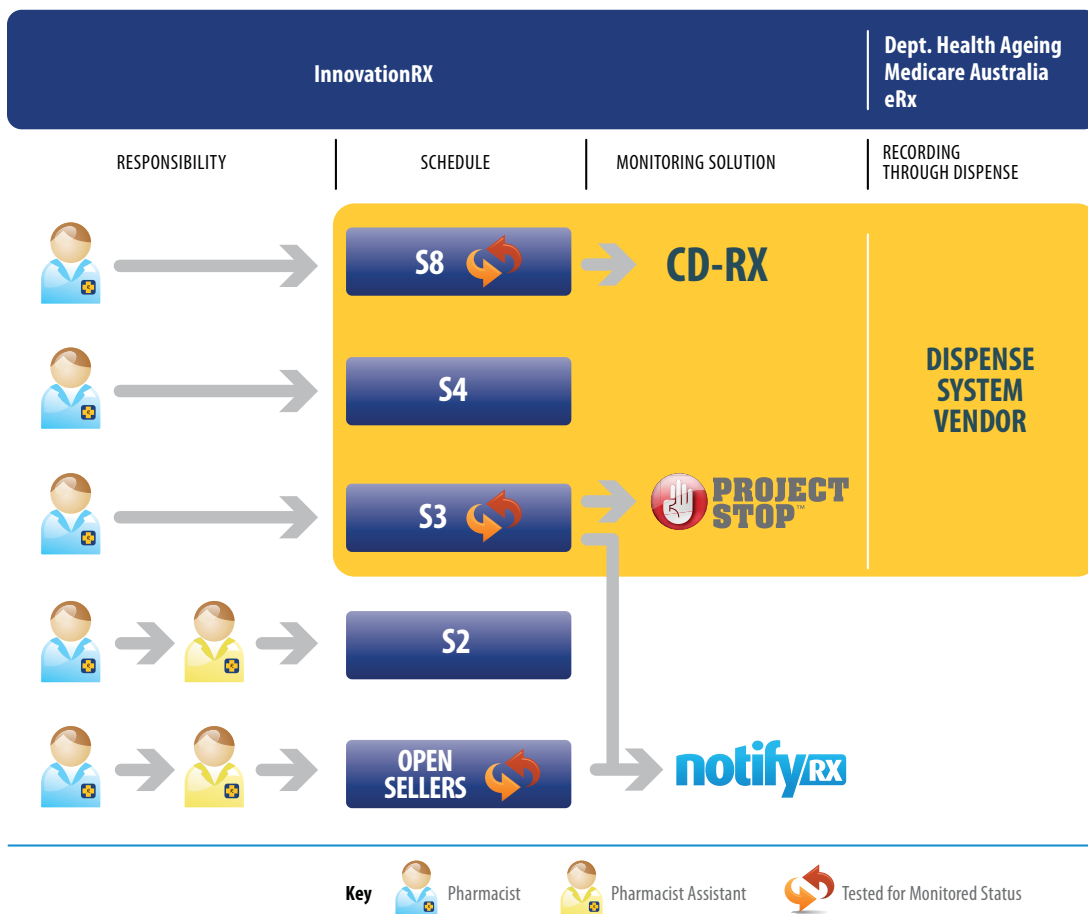 InnovationRX
Dept. Health Ageing
Medicare Australia
eRx
RESPONSIBILITY
SCHEDULE
MONITORING SOLUTION
RECORDING
THROUGH DISPENSE
S8
CD-RX
S4
DISPENSE
SYSTEM
VENDOR
S3
PROJECT
STOP™
S2
OPEN
SELLERS
notifyRX
Key
Pharmacist
Pharmacist Assistant
Tested for Monitored Status